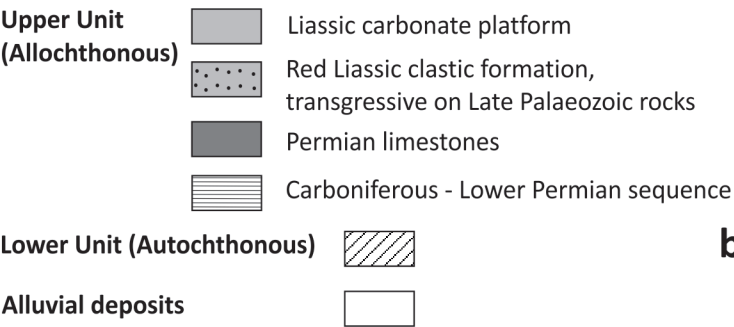 Upper Unit
(Allochthonous)
Liassic carbonate platform
Red Liassic clastic formation,
transgressive on Late Palaeozoic rocks
Permian limestones
Carboniferous - Lower Permian sequence
Lower Unit (Autochthonous)
b
Alluvial deposits